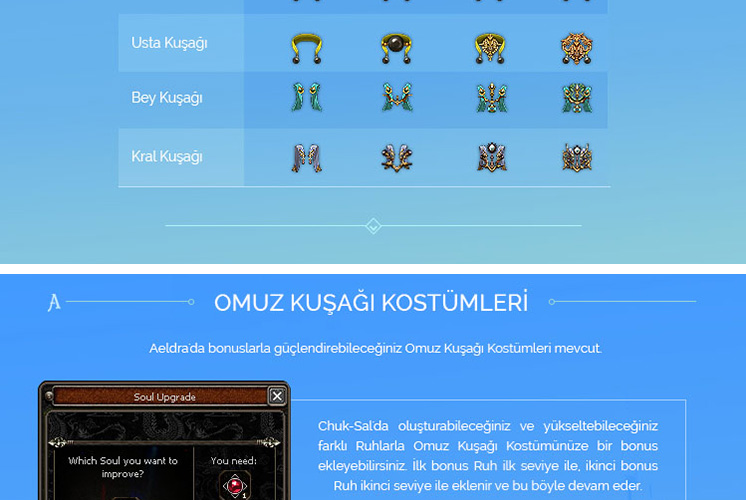 Usta Kuşağı
Bey Kuşağı
Kral Kuşağı
A
OMUZ KUŞAĞI KOSTÜMLERİ
Aeldra'da bonuslarla güçlendirebileceğiniz Omuz Kuşağı Kostümleri mevcut.
Soul Upgrade
Which Soul you want to
improve?
You need:
1
Chuk-Sal'da oluşturabileceğiniz ve yükseltebileceğiniz
farklı Ruhlarla Omuz Kuşağı Kostümünüze bir bonus
ekleyebilirsiniz. İlk bonus Ruh ilk seviye ile, ikinci bonus
Ruh ikinci seviye ile eklenir ve bu böyle devam eder.